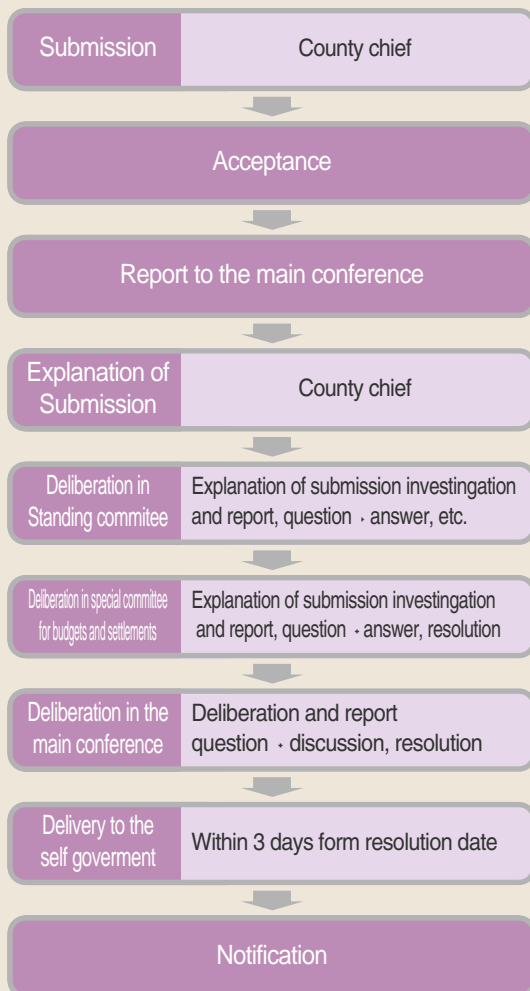 Submission
County chief
Acceptance
Report to the main conference
Explanation of
Submission
County chief
Deliberation in
Standing commitee
Explanation of submission investingation
and report, question · answer, etc.
Deliberation in special committee
for budgets and settlements
Explanation of submission investingation
and report, question · answer, resolution
Deliberation in the
main conference
Deliberation and report
question · discussion, resolution
Delivery to the
self goverment
Within 3 days form resolution date
Notification